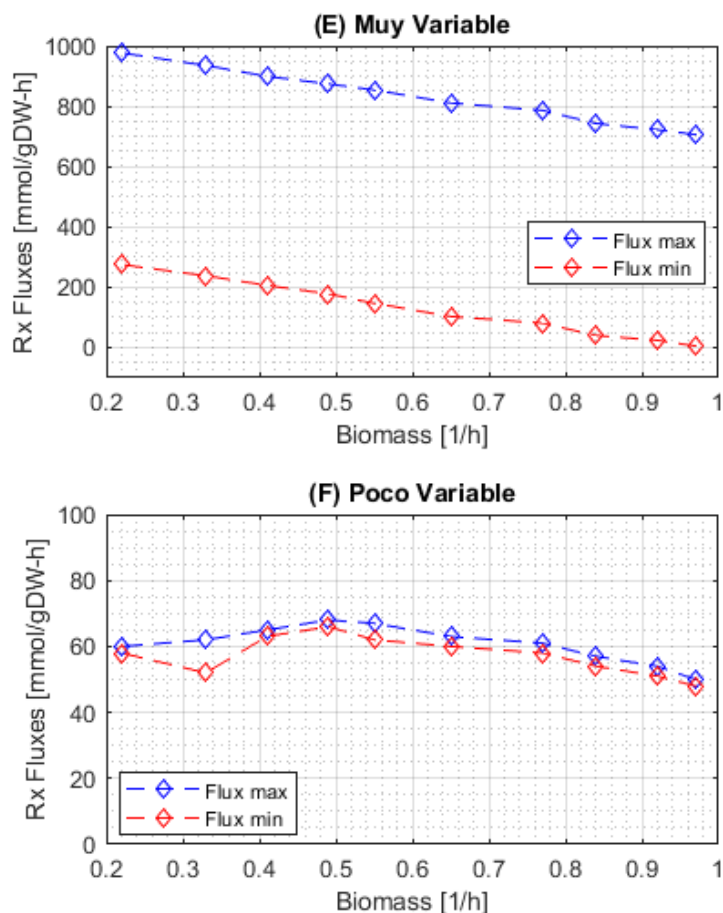 (E) Muy Variable
Rx Fluxes [mmol/gDW-h]
1000
800
600
400
200
0
Flux max
Flux min
0.2 0.3 0.4 0.5 0.6 0.7 0.8 0.9 1
Biomass [1/h]
(F) Poco Variable
Rx Fluxes [mmol/gDW-h]
100
80
60
40
20
0
Flux max
Flux min
0.2 0.3 0.4 0.5 0.6 0.7 0.8 0.9 1
Biomass [1/h]